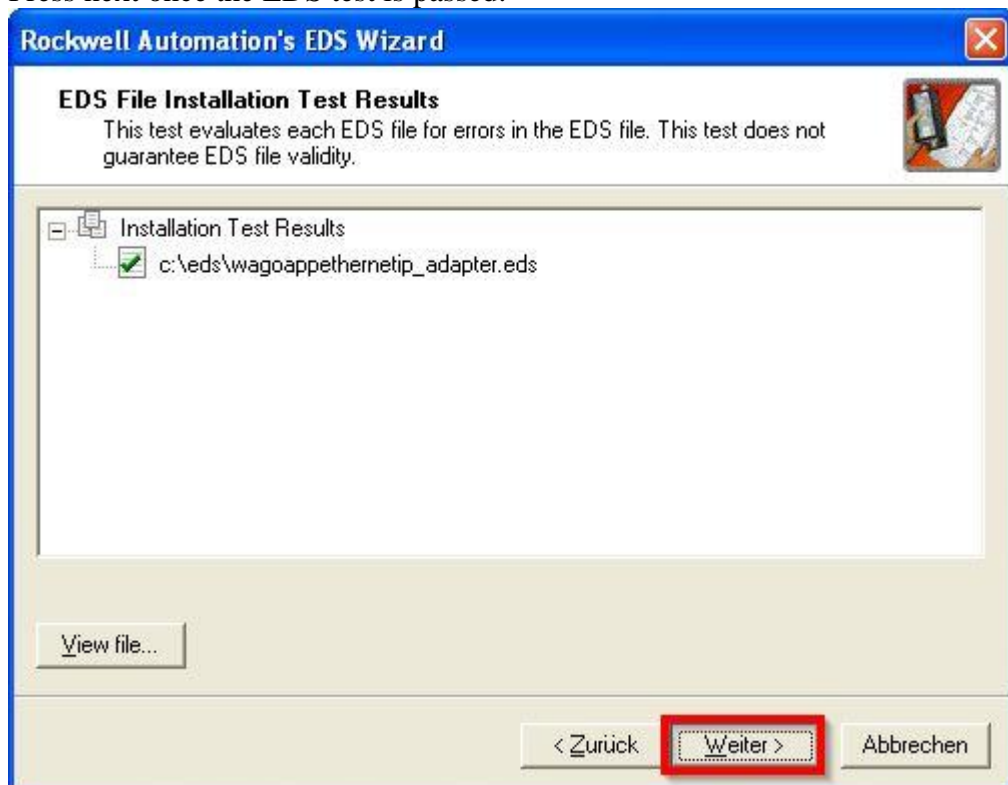 Press next once the EDS test is passed.
Rockwell Automation's EDS Wizard
EDS File Installation Test Results
This test evaluates each EDS file for errors in the EDS file. This test does not
guarantee EDS file validity.
Installation Test Results
c:\eds\wagoappethernetip_adapter.eds
View file...
< Zurück
Weiter >
Abbrechen